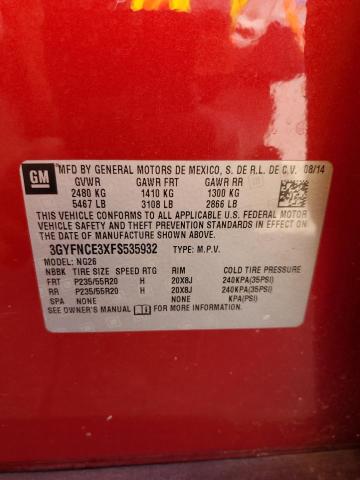 GM
MFD BY GENERAL MOTORS DE MEXICO, S. DE R.L. DE C.V. 08/14
GVWR GAWR FRT GAWR RR
2480 KG 1410 KG 1300 KG
5467 LB 3108 LB 2866 LB
THIS VEHICLE CONFORMS TO ALL APPLICABLE U.S. FEDERAL MOTOR
VEHICLE SAFETY AND THEFT PREVENTION STANDARDS IN EFFECT ON
THE DATE OF MANUFACTURE SHOWN ABOVE.
3GYFNCE3XFS535932 TYPE: M.P.V.
MODEL: NG26
NBBK TIRE SIZE SPEED RTG RIM COLD TIRE PRESSURE
FRT P235/55R20 H 20X8J 240KPA(35PSI)
RR P235/55R20 H 20X8J 240KPA(35PSI)
SPA NONE KPA(PSI)
SEE OWNER'S MANUAL FOR MORE INFORMATION.